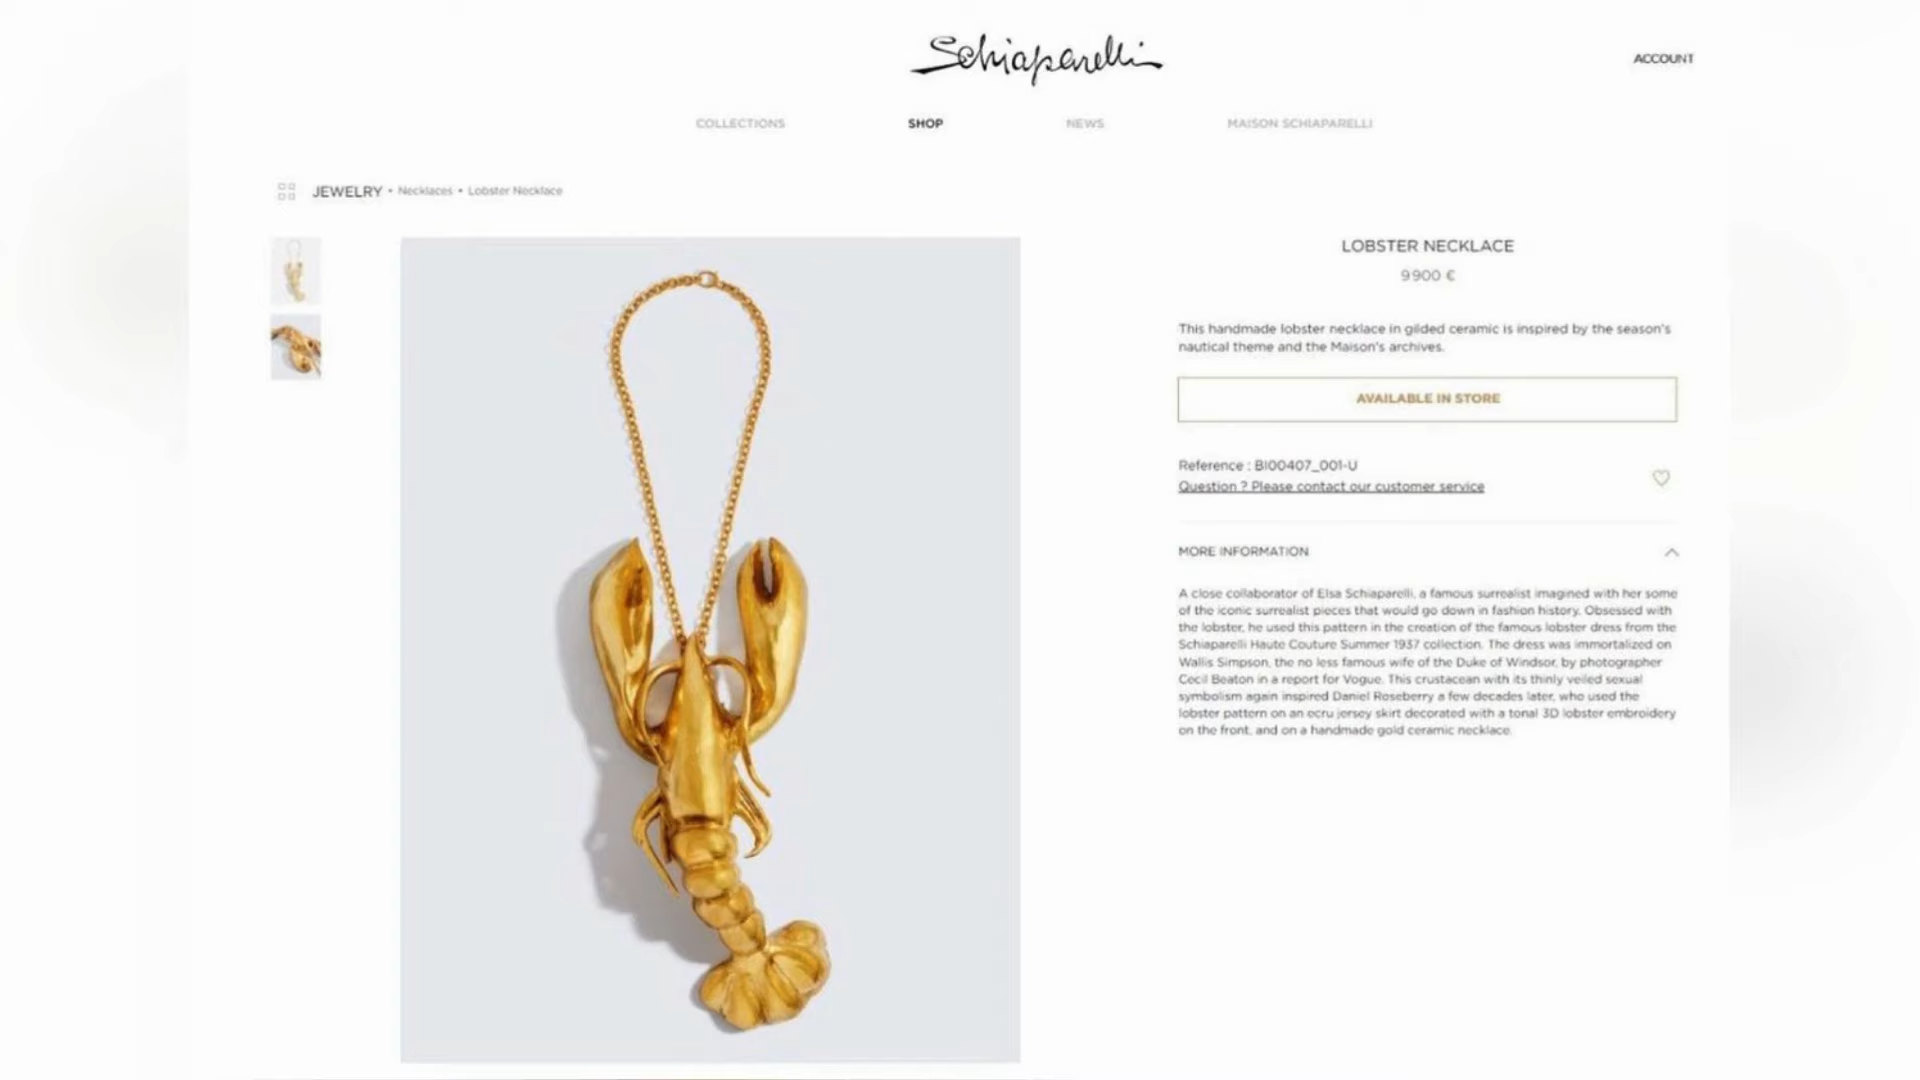 Schiaparelli
ACCOUNT
COLLECTIONS SHOP NEWS MAISON SCHIAPARELLI
JEWELRY • Necklaces • Lobster Necklace
LOBSTER NECKLACE
9 900 €
This handmade lobster necklace in gilded ceramic is inspired by the season's
nautical theme and the Maison's archives.
AVAILABLE IN STORE
Reference : BI00407_001-U
Question ? Please contact our customer service
MORE INFORMATION
A close collaborator of Elsa Schiaparelli, a famous surrealist imagined with her some
of the iconic surrealist pieces that would go down in fashion history. Obsessed with
the lobster, he used this pattern in the creation of the famous lobster dress from the
Schiaparelli Haute Couture Summer 1937 collection. The dress was immortalized on
Wallis Simpson, the no less famous wife of the Duke of Windsor, by photographer
Cecil Beaton in a report for Vogue. This crustacean with its thinly veiled sexual
symbolism again inspired Daniel Roseberry a few decades later, who used the
lobster pattern on an ecru jersey skirt decorated with a tonal 3D lobster embroidery
on the front, and on a handmade gold ceramic necklace.